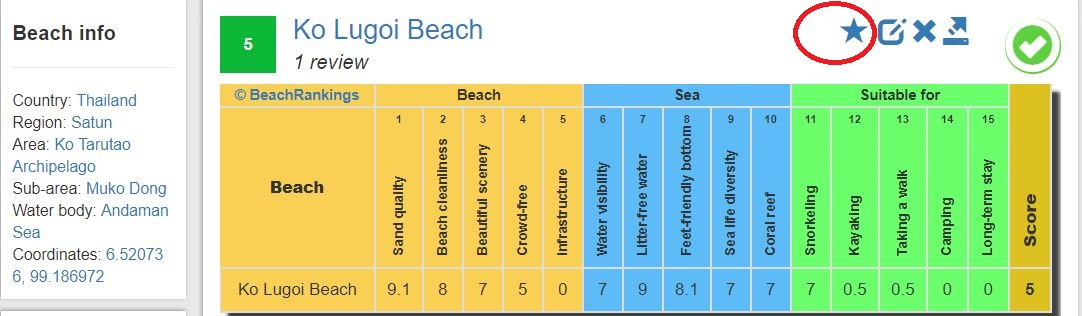 Beach info
Country: Thailand
Region: Satun
Area: Ko Tarutao
Archipelago
Sub-area: Muko Dong
Water body: Andaman
Sea
Coordinates: 6.52073
6, 99.186972
5
Ko Lugoi Beach
1 review
© BeachRankings Beach Sea Suitable for
Beach
1 2 3 4 5 6 7 8 9 10 11 12 13 14 15
Sand quality
Beach cleanliness
Beautiful scenery
Crowd-free
Infrastructure
Water visibility
Litter-free water
Feet-friendly bottom
Sea life diversity
Coral reef
Snorkeling
Kayaking
Taking a walk
Camping
Long-term stay
Score
Ko Lugoi Beach 9.1 8 7 5 0 7 9 8.1 7 7 7 0.5 0.5 0 0 5